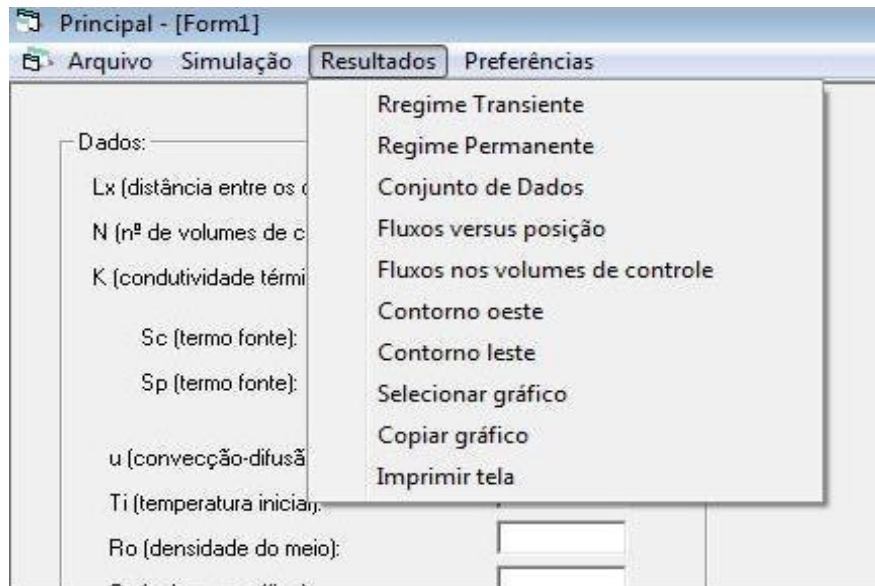 Principal - [Form1]
Arquivo Simulação Resultados Preferências
Rregime Transiente
Regime Permanente
Conjunto de Dados
Fluxos versus posição
Fluxos nos volumes de controle
Contorno oeste
Contorno leste
Selecionar gráfico
Copiar gráfico
Imprimir tela
Dados:
Lx (distância entre os
N (nº de volumes de c
K (condutividade térmi
Sc (termo fonte):
Sp (termo fonte):
u (convecção-difusã
Ti (temperatura inicial):
Ro (densidade do meio):